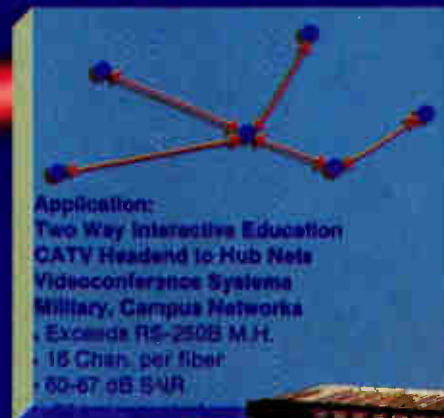 Application:
Two Way Interactive Education
CATV Headend to Hub Nets
Videoconference Systems
Military, Campus Networks
. Exceeds RS-250B M.H.
- 16 Chan. per fiber
- 60-67 dB SNR